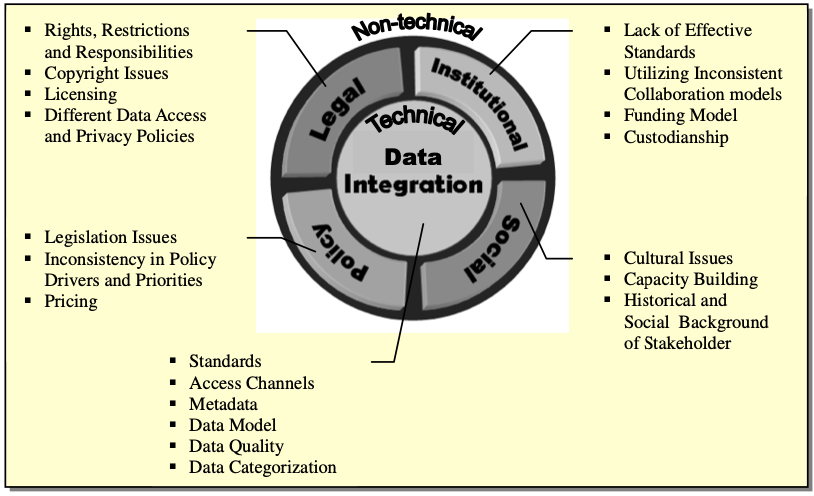 Non-technical
▪ Rights, Restrictions
and Responsibilities
▪ Copyright Issues
▪ Licensing
▪ Different Data Access
and Privacy Policies
▪ Lack of Effective
Standards
▪ Utilizing Inconsistent
Collaboration models
▪ Funding Model
▪ Custodianship
Legal
Institutional
Technical
Data
Integration
Policy
Social
▪ Legislation Issues
▪ Inconsistency in Policy
Drivers and Priorities
▪ Pricing
▪ Cultural Issues
▪ Capacity Building
▪ Historical and
Social Background
of Stakeholder
▪ Standards
▪ Access Channels
▪ Metadata
▪ Data Model
▪ Data Quality
▪ Data Categorization